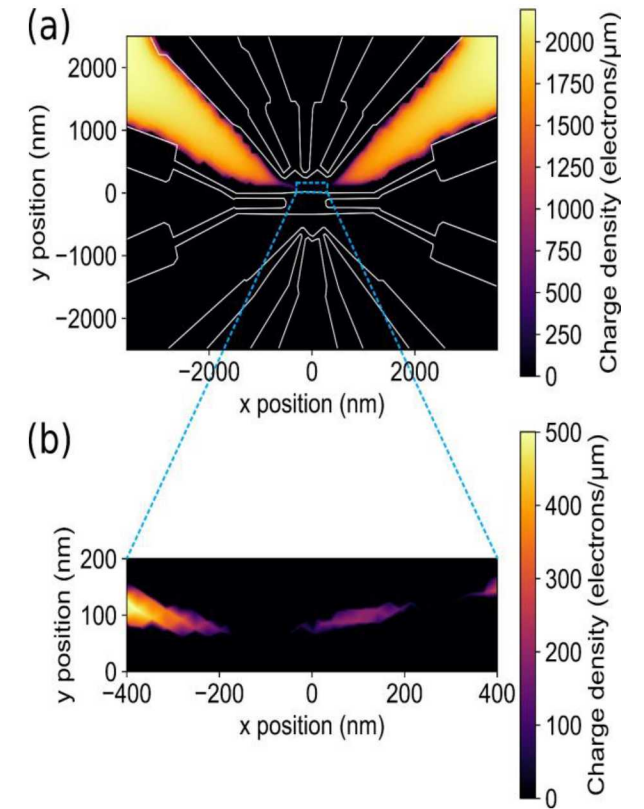 (a)
2000
1000
0
−1000
−2000
y position (nm)
−2000 0 2000
x position (nm)
2000
1750
1500
1250
1000
750
500
250
0
Charge density (electrons/μm)
(b)
200
100
0
y position (nm)
−400 −200 0 200 400
x position (nm)
500
400
300
200
100
0
Charge density (electrons/μm)